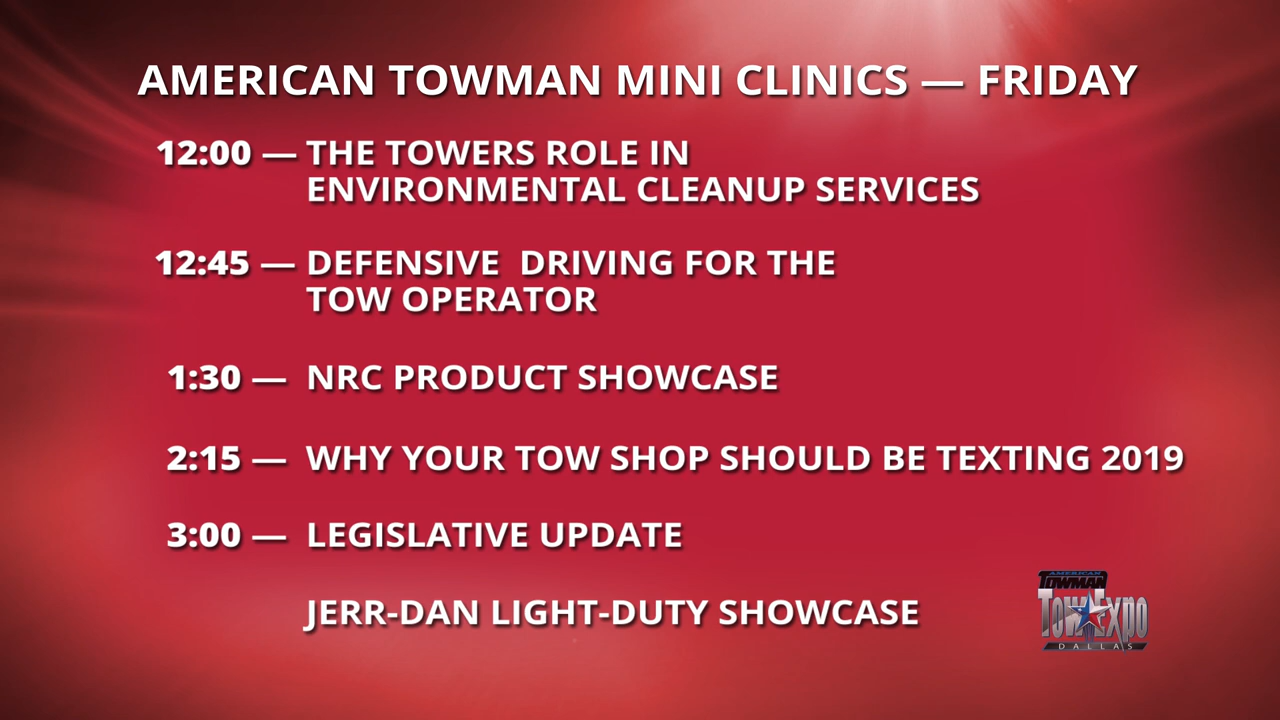 AMERICAN TOWMAN MINI CLINICS — FRIDAY
12:00 — THE TOWERS ROLE IN
ENVIRONMENTAL CLEANUP SERVICES
12:45 — DEFENSIVE DRIVING FOR THE
TOW OPERATOR
1:30 — NRC PRODUCT SHOWCASE
2:15 — WHY YOUR TOW SHOP SHOULD BE TEXTING 2019
3:00 — LEGISLATIVE UPDATE
JERR-DAN LIGHT-DUTY SHOWCASE
AMERICAN
TOWMAN
TowExpo
DALLAS